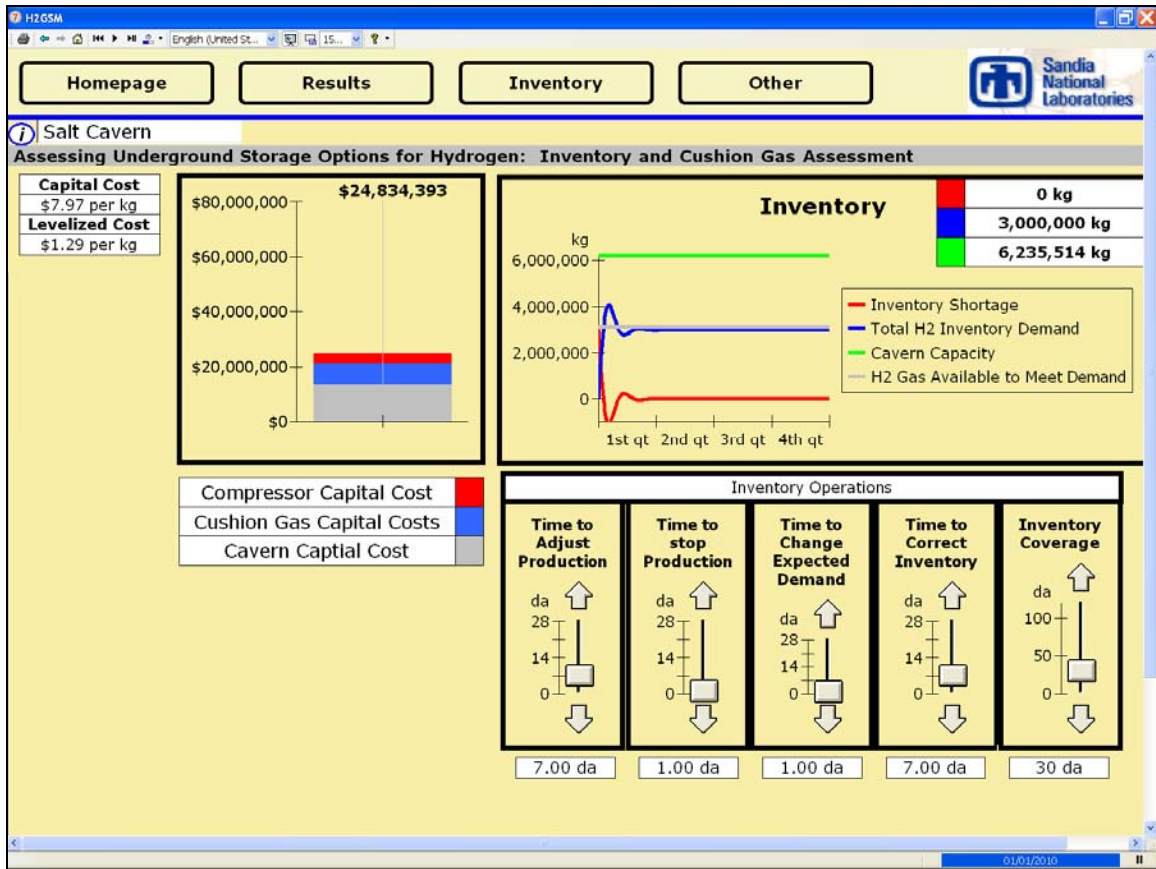 H2GSM
English (United St...
15...
Homepage
Results
Inventory
Other
Sandia
National
Laboratories
i Salt Cavern
Assessing Underground Storage Options for Hydrogen: Inventory and Cushion Gas Assessment
Capital Cost
$7.97 per kg
Levelized Cost
$1.29 per kg
$24,834,393
$80,000,000
$60,000,000
$40,000,000
$20,000,000
$0
Compressor Capital Cost
Cushion Gas Capital Costs
Cavern Captial Cost
Inventory
0 kg
3,000,000 kg
6,235,514 kg
kg
6,000,000
4,000,000
2,000,000
0
1st qt 2nd qt 3rd qt 4th qt
Inventory Shortage
Total H2 Inventory Demand
Cavern Capacity
H2 Gas Available to Meet Demand
Inventory Operations
Time to
Adjust
Production
da
28
14
0
7.00 da
Time to
stop
Production
da
28
14
0
1.00 da
Time to
Change
Expected
Demand
da
28
14
0
1.00 da
Time to
Correct
Inventory
da
28
14
0
7.00 da
Inventory
Coverage
da
100
50
0
30 da
01/01/2010